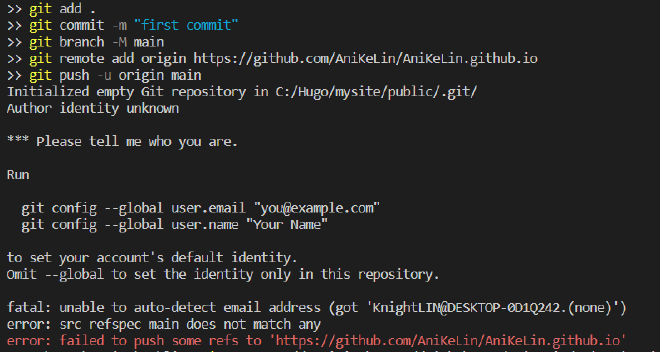 >> git add .
>> git commit -m "first commit"
>> git branch -M main
>> git remote add origin https://github.com/AniKeLin/AniKeLin.github.io
>> git push -u origin main
Initialized empty Git repository in C:/Hugo/mysite/public/.git/
Author identity unknown
*** Please tell me who you are.
Run
git config --global user.email "you@example.com"
git config --global user.name "Your Name"
to set your account's default identity.
Omit --global to set the identity only in this repository.
fatal: unable to auto-detect email address (got 'KnightLIN@DESKTOP-0D1Q242.(none)')
error: src refspec main does not match any
error: failed to push some refs to 'https://github.com/AniKeLin/AniKeLin.github.io'